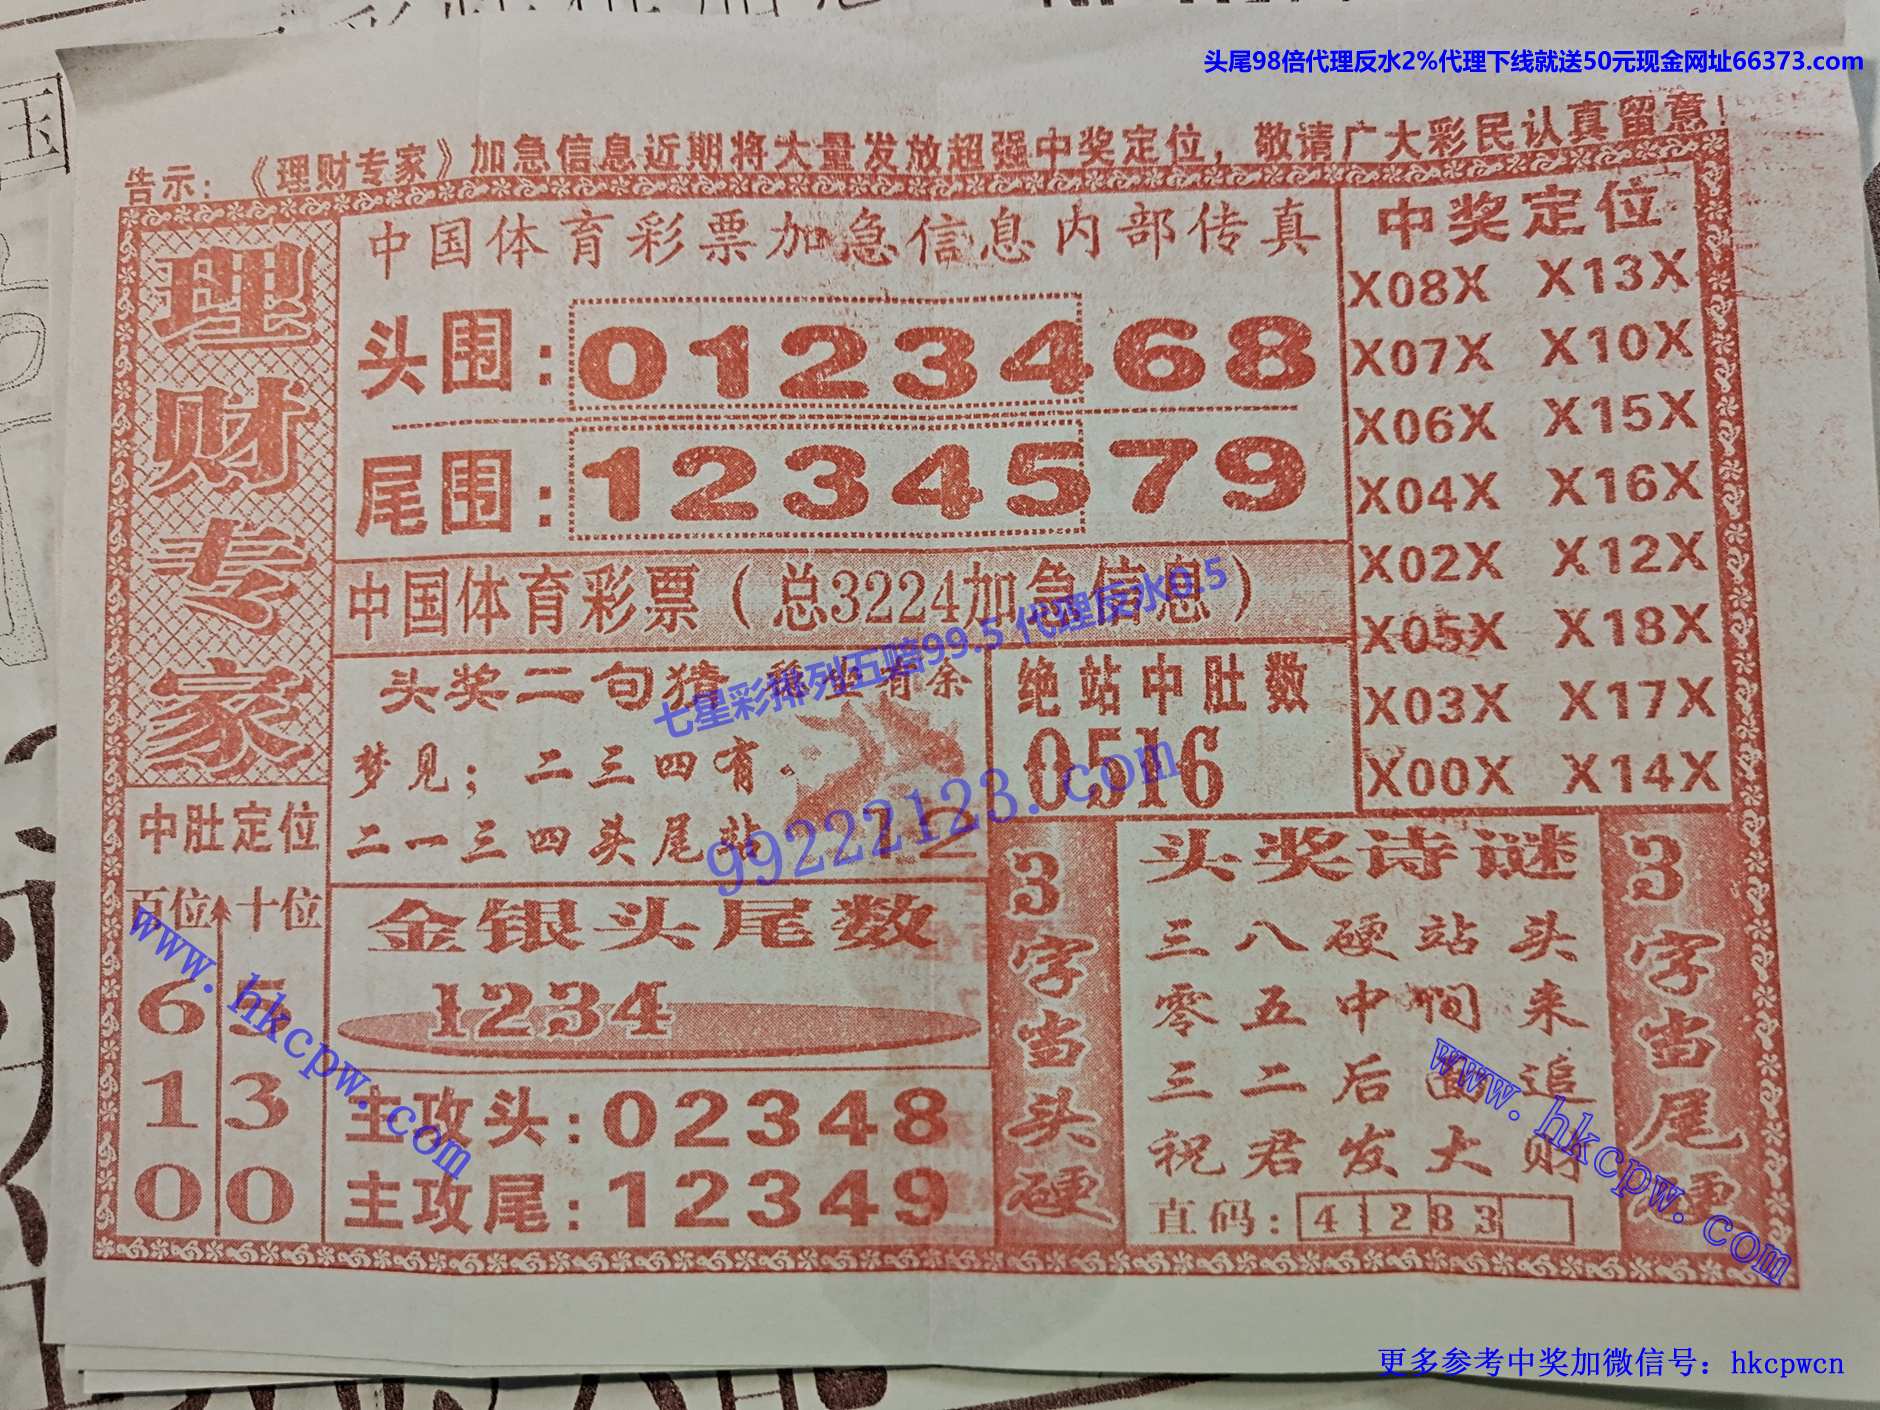 头尾98倍代理反水2%代理下线就送50元现金网址66373.com
告示：《理财专家》加急信息近期将大量发放超强中奖定位，敬请广大彩民认真留意！
理财专家
中国体育彩票加急信息内部传真
头围：0123468
尾围：1234579
中奖定位
X08X X13X
X07X X10X
X06X X15X
X04X X16X
X02X X12X
X05X X18X
X03X X17X
X00X X14X
中国体育彩票（总3224加急信息）
七星彩排列五赔99.5 代理反水0.5
头奖二句猜
有余
梦见；二三四有
二一三四头尾站
12
99222123.com
绝站中肚数
0516
中肚定位
百位 十位
6 5
1 3
0 0
www.hkcpw.com
金银头尾数
1234
主攻头：02348
主攻尾：12349
3字当头硬
头奖诗谜
三八硬站头
零五中间来
三二后面追
祝君发大财
直码：41283
3字当尾
www.hkcpw.com
更多参考中奖加微信号：hkcpwcn